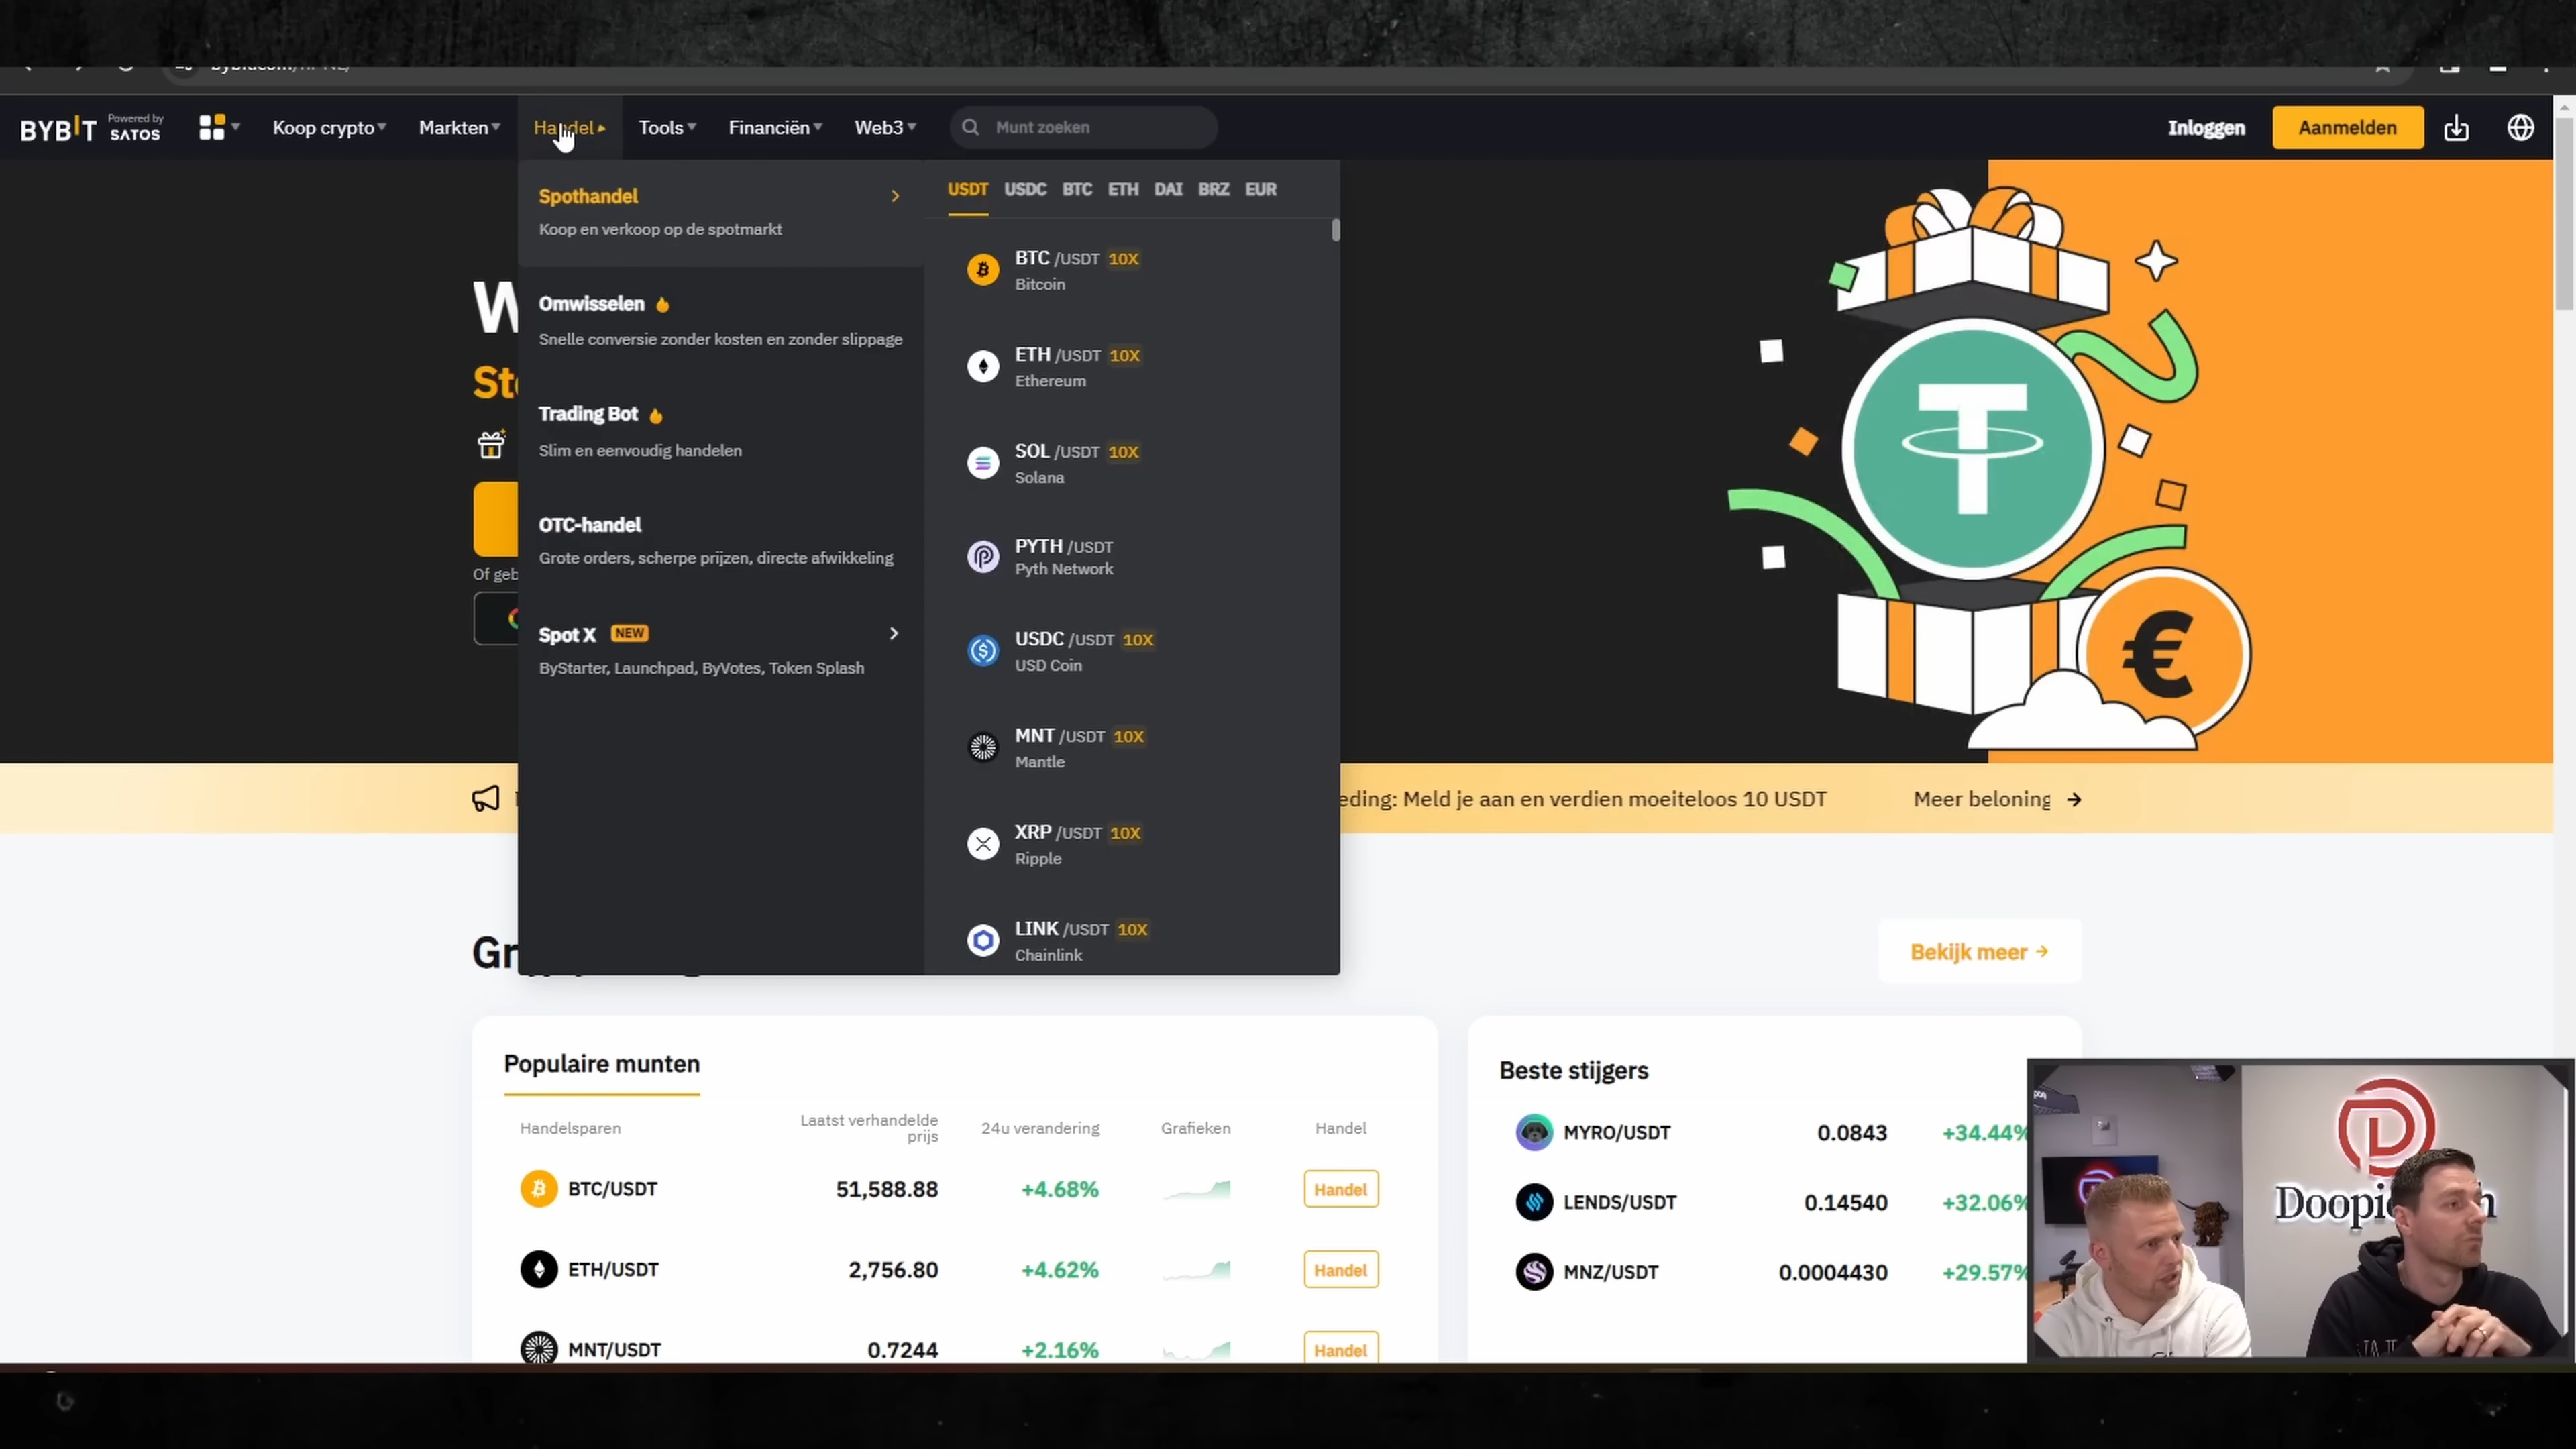 BYBIT Powered by SATOS
Koop crypto
Markten
Handel
Tools
Financiën
Web3
Munt zoeken
Inloggen
Aanmelden
Spothandel
Koop en verkoop op de spotmarkt
Omwisselen
Snelle conversie zonder kosten en zonder slippage
Trading Bot
Slim en eenvoudig handelen
OTC-handel
Grote orders, scherpe prijzen, directe afwikkeling
Spot X NEW
ByStarter, Launchpad, ByVotes, Token Splash
USDT USDC BTC ETH DAI BRZ EUR
BTC /USDT 10X
Bitcoin
ETH /USDT 10X
Ethereum
SOL /USDT 10X
Solana
PYTH /USDT
Pyth Network
USDC /USDT 10X
USD Coin
MNT /USDT 10X
Mantle
XRP /USDT 10X
Ripple
LINK /USDT 10X
Chainlink
W
Of geb
eding: Meld je aan en verdien moeiteloos 10 USDT
Meer beloning →
Bekijk meer →
Populaire munten
Handelsparen
Laatst verhandelde
prijs
24u verandering
Grafieken
Handel
BTC/USDT 51,588.88 +4.68% Handel
ETH/USDT 2,756.80 +4.62% Handel
MNT/USDT 0.7244 +2.16% Handel
Beste stijgers
MYRO/USDT 0.0843 +34.44%
LENDS/USDT 0.14540 +32.06%
MNZ/USDT 0.0004430 +29.57%